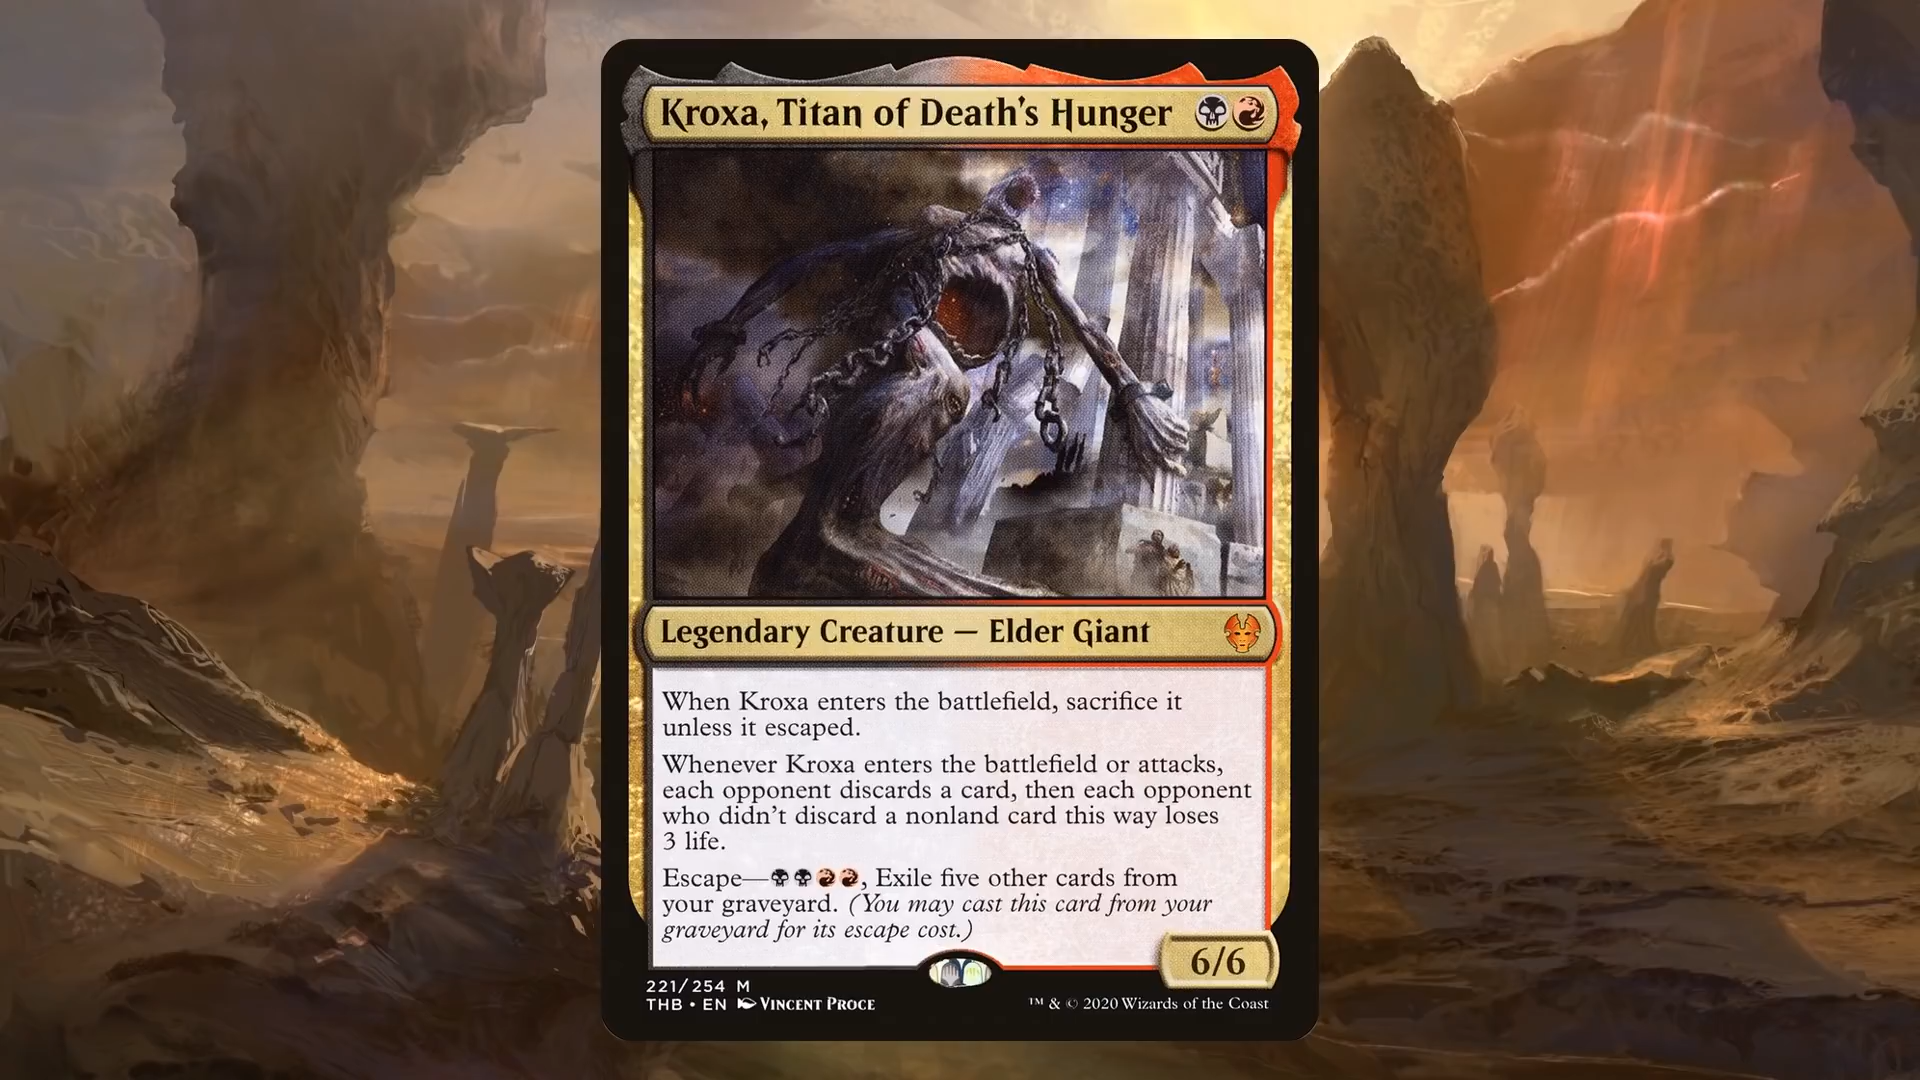 Kroxa, Titan of Death's Hunger
Legendary Creature — Elder Giant
When Kroxa enters the battlefield, sacrifice it
unless it escaped.
Whenever Kroxa enters the battlefield or attacks,
each opponent discards a card, then each opponent
who didn't discard a nonland card this way loses
3 life.
Escape—, Exile five other cards from
your graveyard. (You may cast this card from your
graveyard for its escape cost.)
6/6
221/254 M
THB • EN Vincent Proce
™ & © 2020 Wizards of the Coast